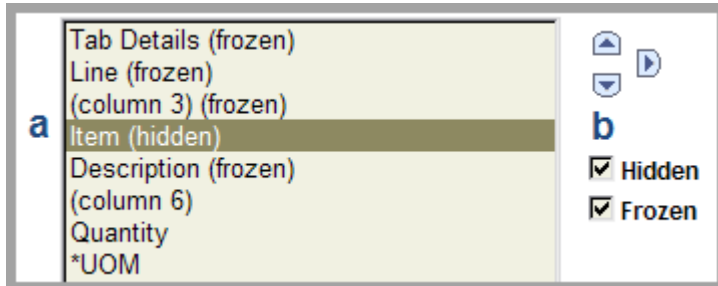 Tab Details (frozen)
Line (frozen)
(column 3) (frozen)
a
Item (hidden)
Description (frozen)
(column 6)
Quantity
*UOM
b
Hidden
Frozen